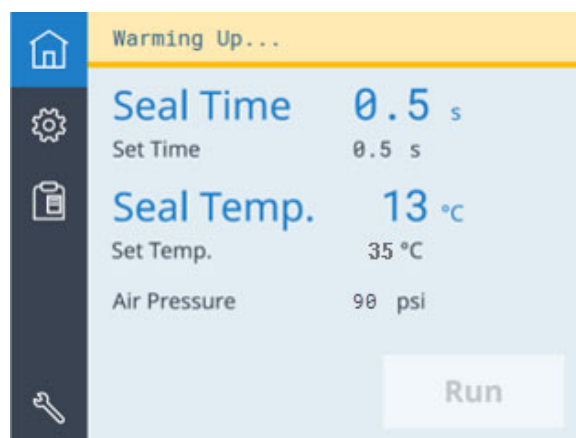 Warming Up...
Seal Time 0.5 s
Set Time 0.5 s
Seal Temp. 13 °C
Set Temp. 35 °C
Air Pressure 90 psi
Run